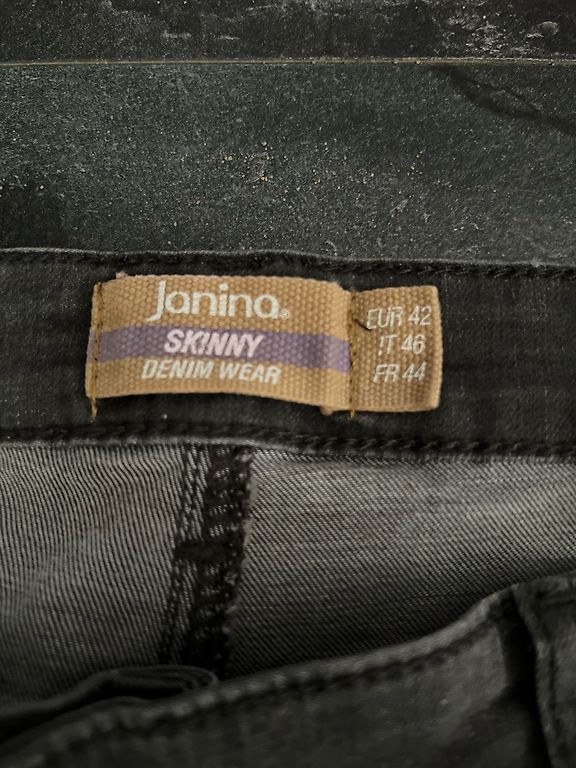 Janina®
SKINNY
DENIM WEAR
EUR 42
IT 46
FR 44